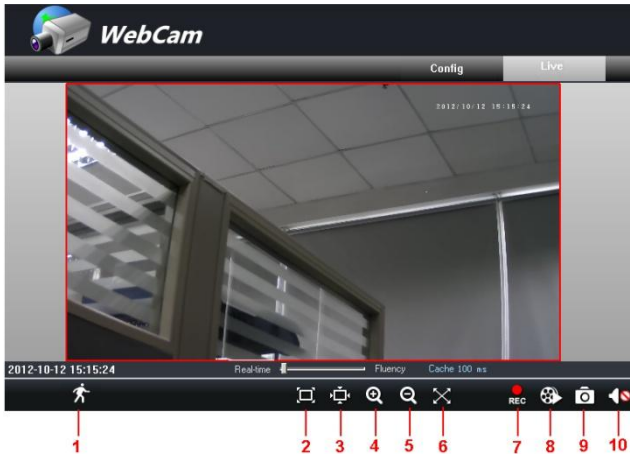 WebCam
Config Live
2012/10/12 15:15:24
2012-10-12 15:15:24 Real-time Fluency Cache 100 ms
REC
1 2 3 4 5 6 7 8 9 10